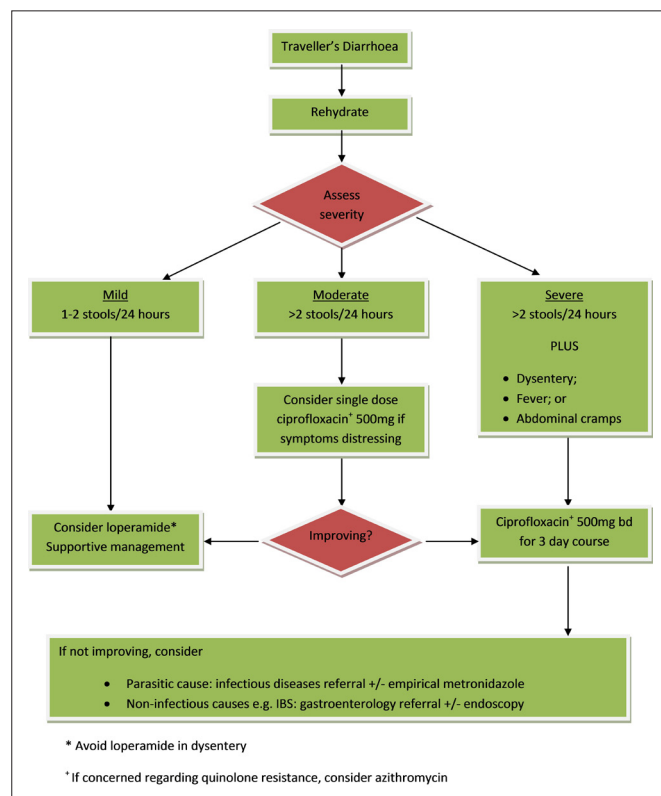 Traveller's Diarrhoea
Rehydrate
Assess
severity
Mild
1-2 stools/24 hours
Moderate
>2 stools/24 hours
Severe
>2 stools/24 hours
PLUS
• Dysentery;
• Fever; or
• Abdominal cramps
Consider single dose
ciprofloxacin⁺ 500mg if
symptoms distressing
Consider loperamide*
Supportive management
Improving?
Ciprofloxacin⁺ 500mg bd
for 3 day course
If not improving, consider
• Parasitic cause: infectious diseases referral +/- empirical metronidazole
• Non-infectious causes e.g. IBS: gastroenterology referral +/- endoscopy
* Avoid loperamide in dysentery
⁺ If concerned regarding quinolone resistance, consider azithromycin